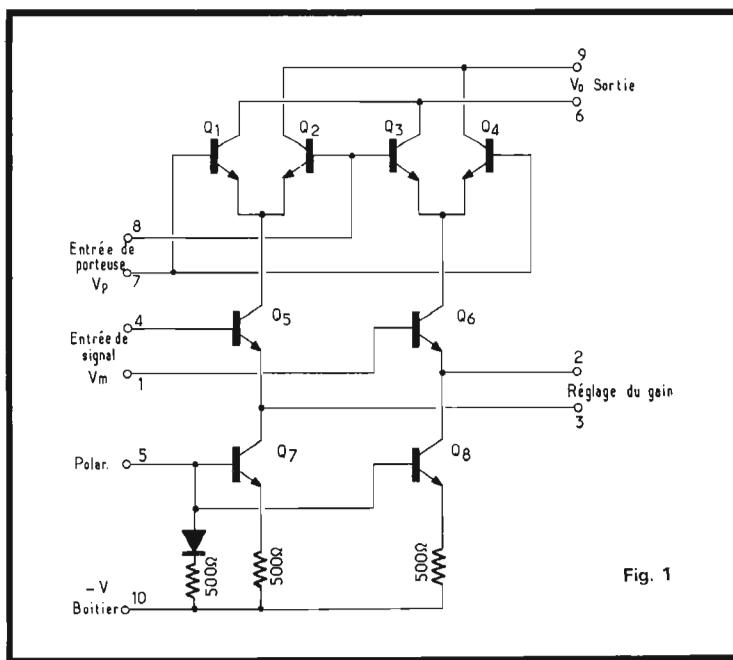 9
V₀ Sortie
6
Q1
Q2
Q3
Q4
8
Entrée de
porteuse
7
Vp
4
Q5
Q6
Entrée de
signal
2
Vm
1
Réglage du gain
3
Polar.
5
Q7
Q8
500Ω
500Ω
500Ω
Fig. 1
-V
10
Boitier